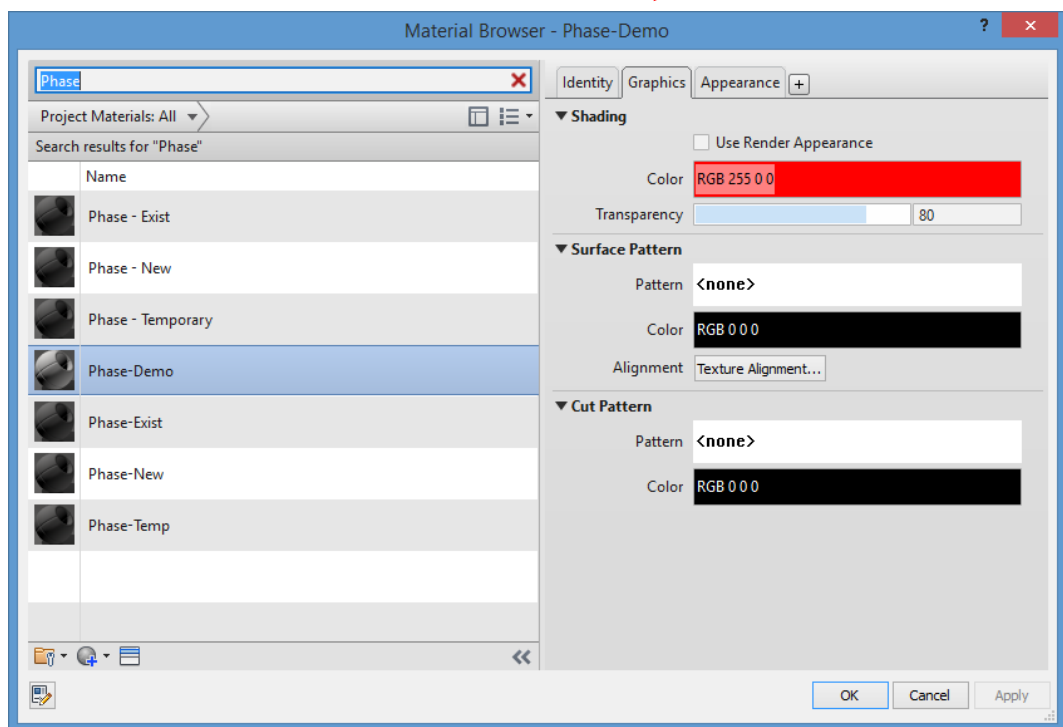 Material Browser - Phase-Demo
?
Phase
Project Materials: All
Search results for "Phase"
Name
Phase - Exist
Phase - New
Phase - Temporary
Phase-Demo
Phase-Exist
Phase-New
Phase-Temp
Identity Graphics Appearance +
Shading
Use Render Appearance
Color RGB 255 0 0
Transparency 80
Surface Pattern
Pattern <none>
Color RGB 0 0 0
Alignment Texture Alignment...
Cut Pattern
Pattern <none>
Color RGB 0 0 0
OK Cancel Apply